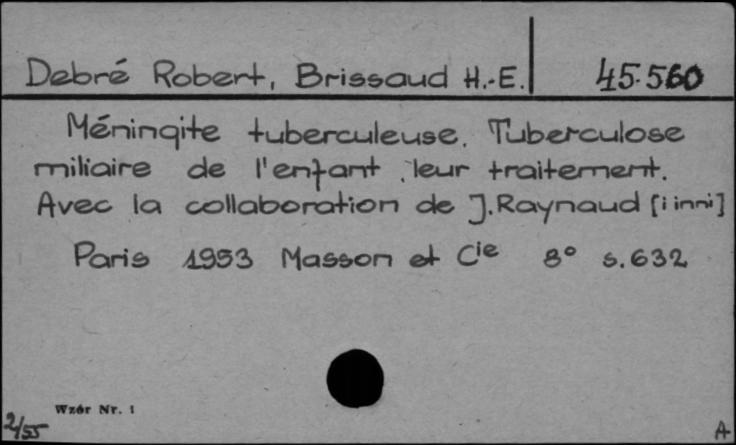 Debré Robert, Brissaud H.-E. 45.560
Méningite tuberculeuse. Tuberculose
miliaire de l'enfant leur traitement.
Avec la collaboration de J. Raynaud [i inni]
Paris 1953 Masson et Cie 8° s. 632
Wzór Nr. 1
2/55
A